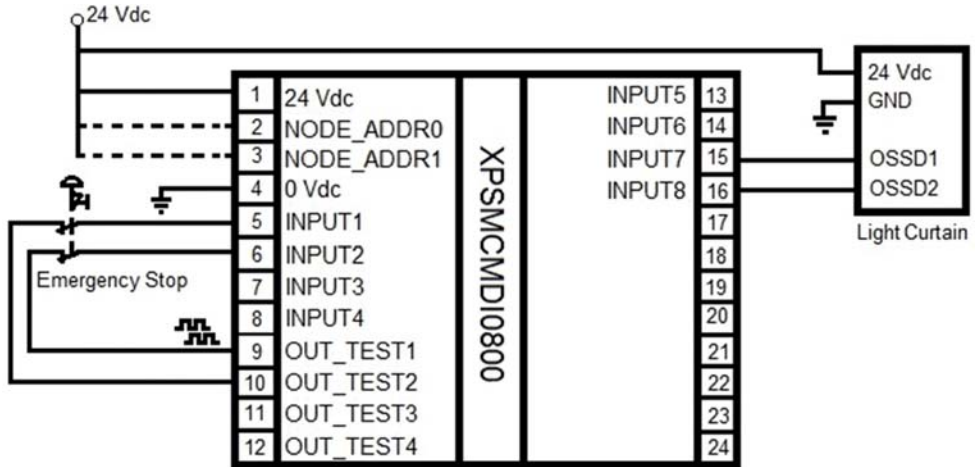 24 Vdc
1 24 Vdc
2 NODE_ADDR0
3 NODE_ADDR1
4 0 Vdc
5 INPUT1
6 INPUT2
7 INPUT3
8 INPUT4
9 OUT_TEST1
10 OUT_TEST2
11 OUT_TEST3
12 OUT_TEST4
Emergency Stop
XPSMCMDI0800
INPUT5 13
INPUT6 14
INPUT7 15
INPUT8 16
17
18
19
20
21
22
23
24
24 Vdc
GND
OSSD1
OSSD2
Light Curtain